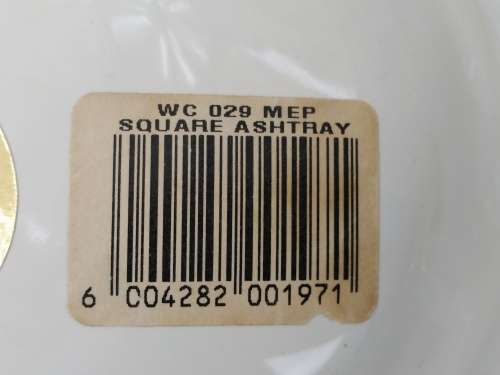 WC 029 MEP
SQUARE ASHTRAY
6 004282 001971